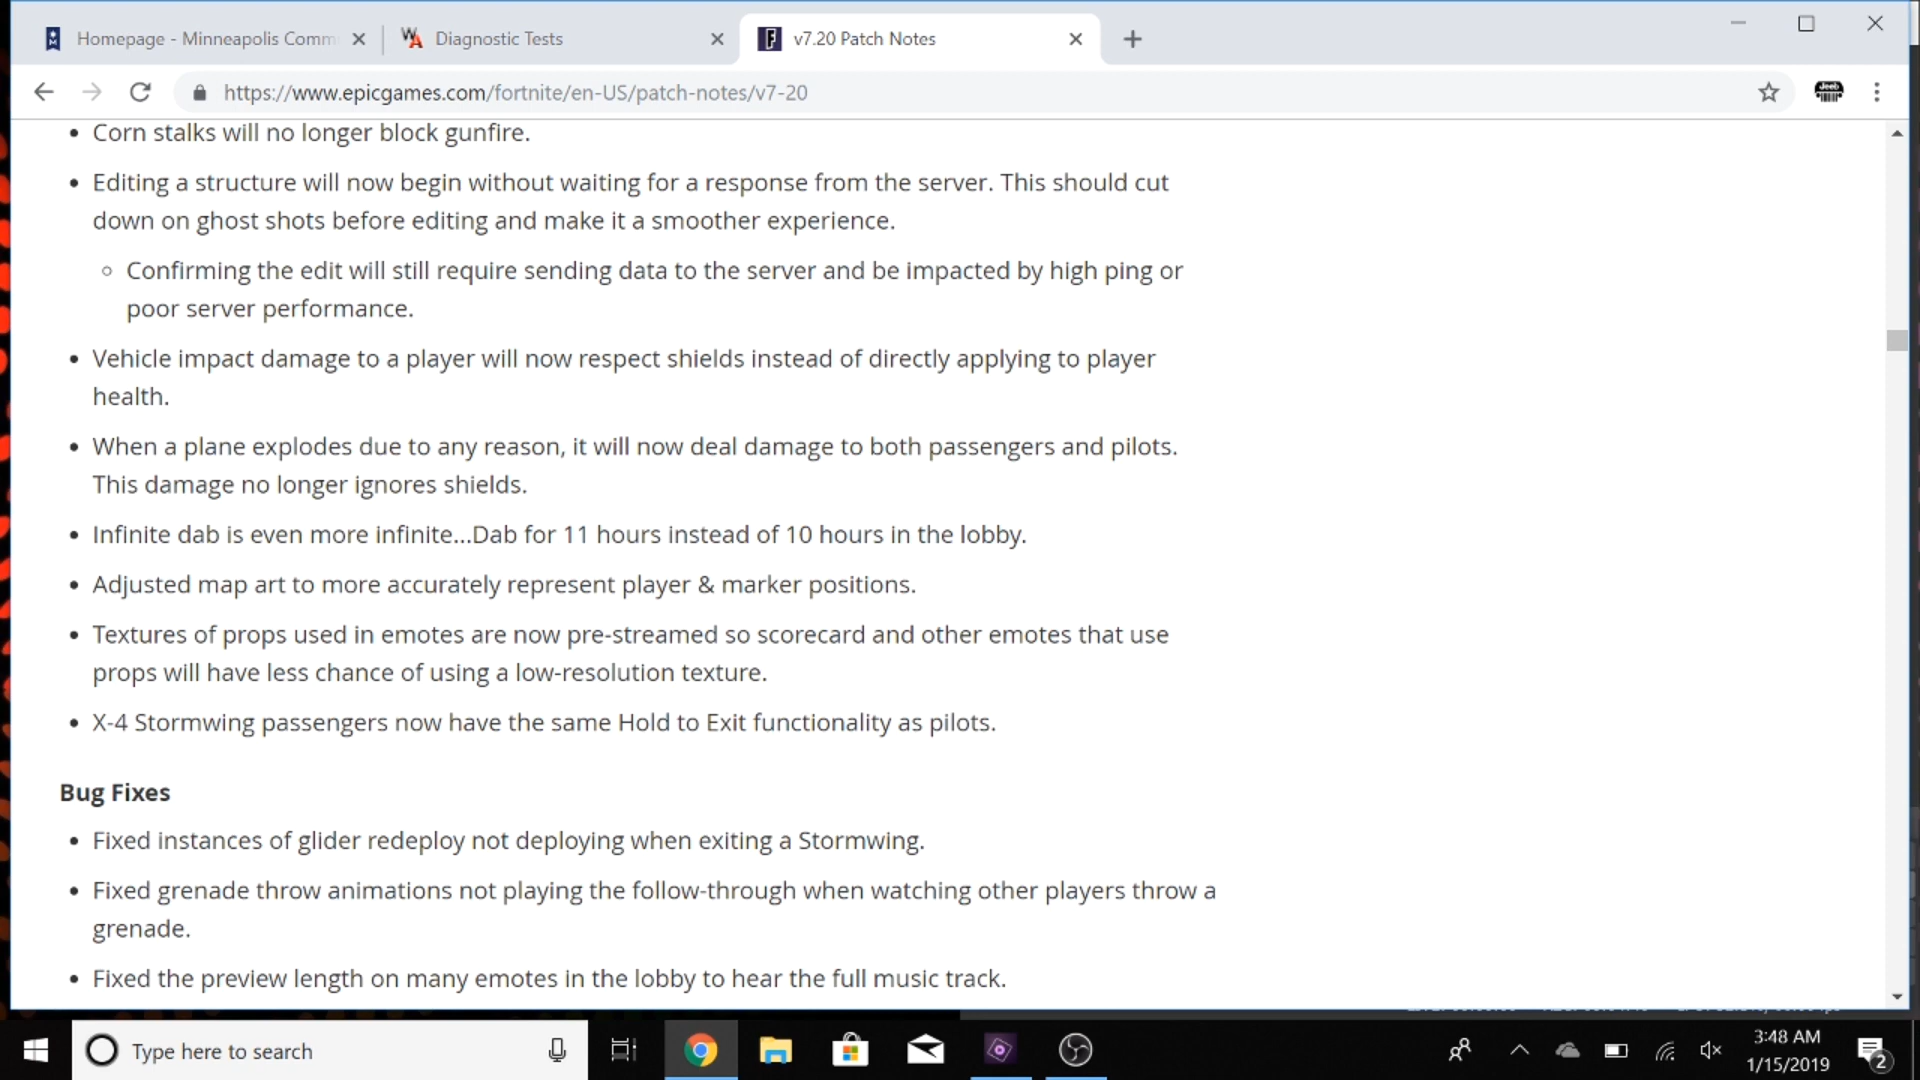 Homepage - Minneapolis Comm
Diagnostic Tests
v7.20 Patch Notes
https://www.epicgames.com/fortnite/en-US/patch-notes/v7-20
Jeeb
• Corn stalks will no longer block gunfire.
• Editing a structure will now begin without waiting for a response from the server. This should cut
down on ghost shots before editing and make it a smoother experience.
◦ Confirming the edit will still require sending data to the server and be impacted by high ping or
poor server performance.
• Vehicle impact damage to a player will now respect shields instead of directly applying to player
health.
• When a plane explodes due to any reason, it will now deal damage to both passengers and pilots.
This damage no longer ignores shields.
• Infinite dab is even more infinite...Dab for 11 hours instead of 10 hours in the lobby.
• Adjusted map art to more accurately represent player & marker positions.
• Textures of props used in emotes are now pre-streamed so scorecard and other emotes that use
props will have less chance of using a low-resolution texture.
• X-4 Stormwing passengers now have the same Hold to Exit functionality as pilots.
Bug Fixes
• Fixed instances of glider redeploy not deploying when exiting a Stormwing.
• Fixed grenade throw animations not playing the follow-through when watching other players throw a
grenade.
• Fixed the preview length on many emotes in the lobby to hear the full music track.
Type here to search
3:48 AM
1/15/2019
2